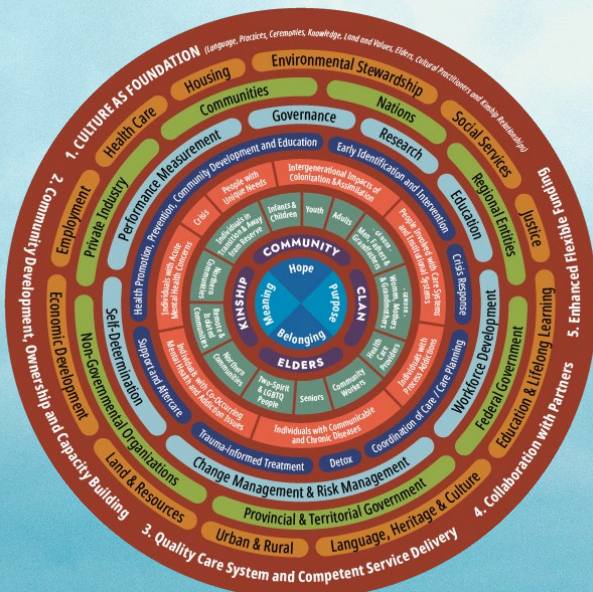 1. CULTURE AS FOUNDATION (Language, Practices, Ceremonies, Knowledge, Land and Values, Elders, Cultural Practitioners and Kinship Relationships)
2. Community Development, Ownership and Capacity Building
3. Quality Care System and Competent Service Delivery
4. Collaboration with Partners
5. Enhanced Flexible Funding
Environmental Stewardship
Social Services
Justice
Education & Lifelong Learning
Language, Heritage & Culture
Urban & Rural
Land & Resources
Economic Development
Employment
Health Care
Housing
Communities
Nations
Regional Entities
Federal Government
Provincial & Territorial Government
Non-Governmental Organizations
Private Industry
Governance
Research
Education
Workforce Development
Change Management & Risk Management
Self-Determination
Performance Measurement
Health Promotion, Prevention, Community Development and Education
Early Identification and Intervention
Crisis Response
Coordination of Care / Care Planning
Detox
Trauma-informed Treatment
Support and Aftercare
Intergenerational Impacts of
Colonization & Assimilation
People Involved with Care Systems
and Institutional Systems
Individuals with
Process Addictions
Individuals with Communicable
and Chronic Diseases
Individuals with Co-Occurring
Mental Health and Addiction Issues
Individuals with Acute
Mental Health Concerns
Crisis
People with
Unique Needs
Infants &
Children
Youth
Adults
Men, Fathers &
Grandfathers
Women, Mothers
& Grandmothers
Health
Care
Providers
Community
Workers
Seniors
Two-Spirit
& LGBTQ
People
Northern
Communities
Remote &
Isolated
Communities
Northern
Communities
Individuals in
Transition & Away
from Reserve
COMMUNITY
CLAN
ELDERS
KINSHIP
Hope
Purpose
Belonging
Meaning